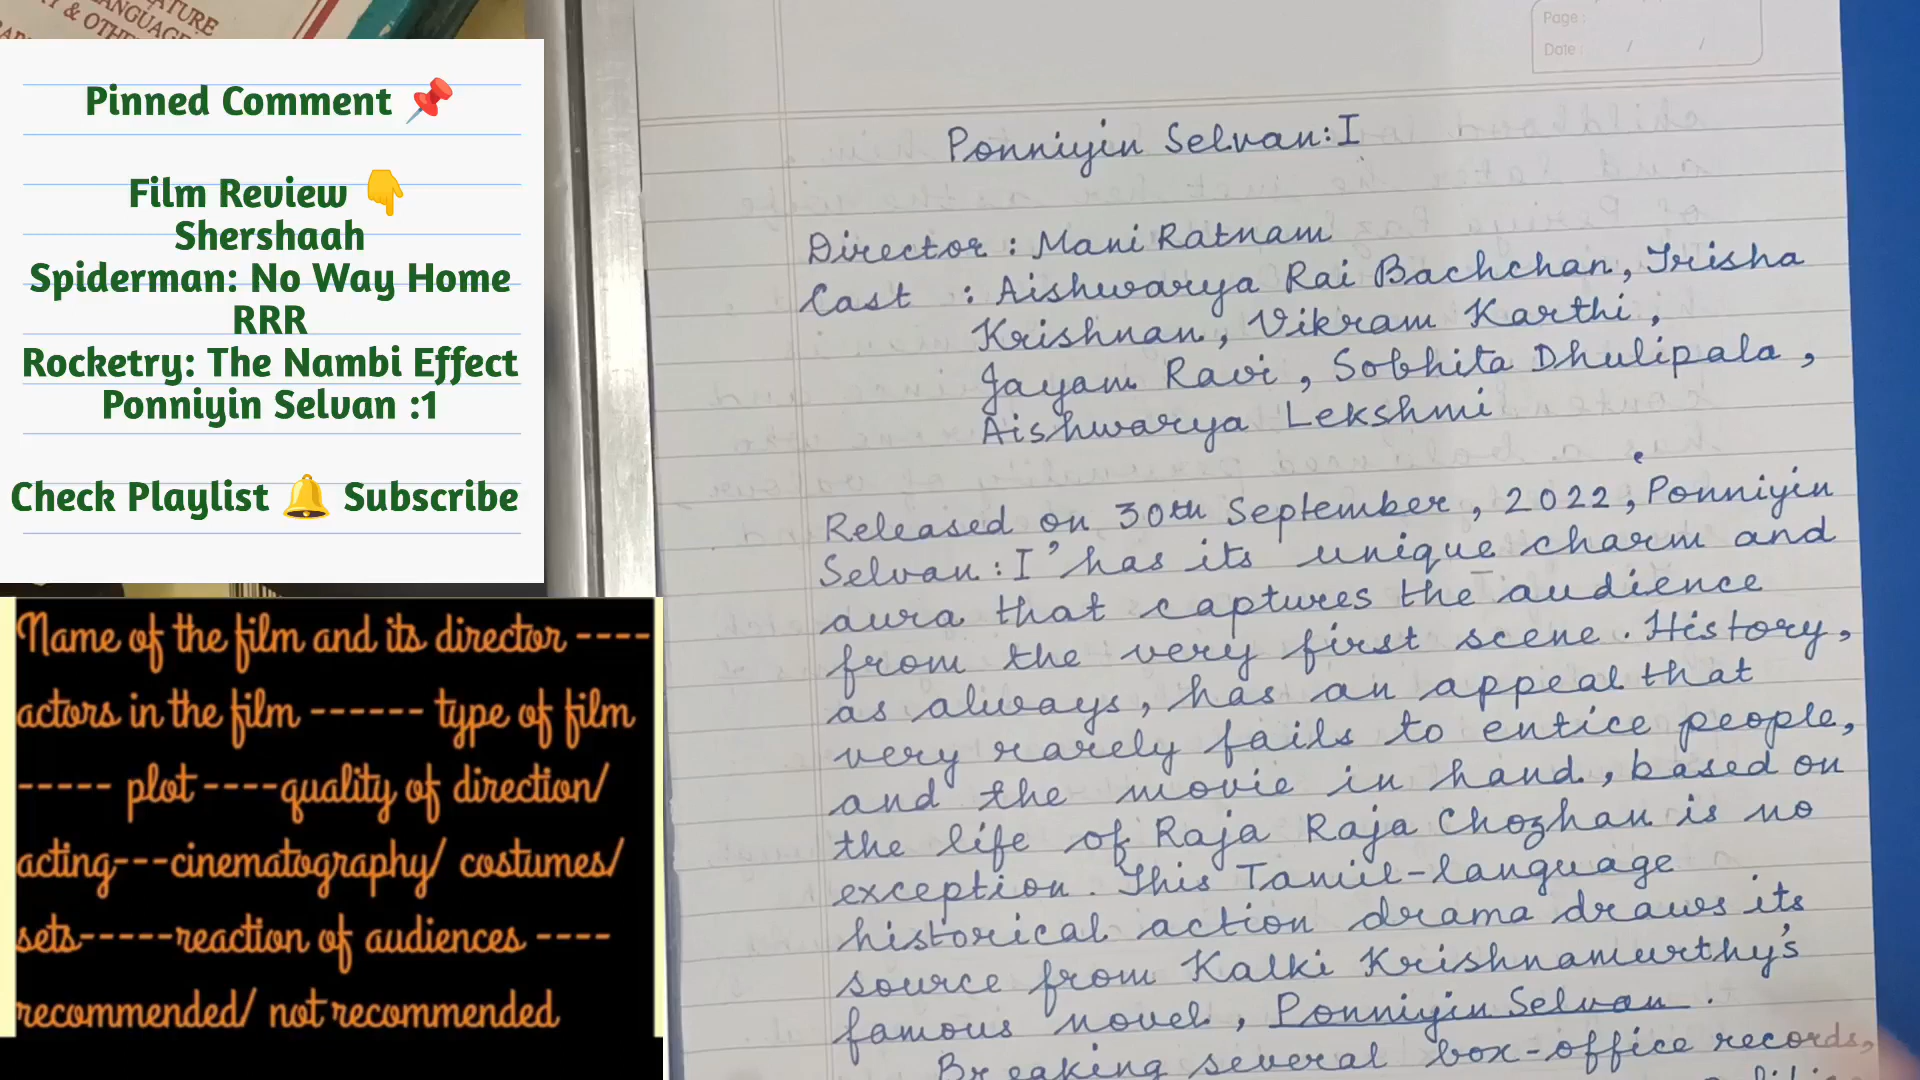 ATURE
LANGUAGE
Y & OTHE
Pinned Comment 📌
Film Review 👇
Shershaah
Spiderman: No Way Home
RRR
Rocketry: The Nambi Effect
Ponniyin Selvan :1
Check Playlist 🔔 Subscribe
Name of the film and its director ----
actors in the film ------ type of film
----- plot ----quality of direction/
acting---cinematography/ costumes/
sets-----reaction of audiences ----
recommended/ not recommended
Page :
Date : / /
Ponniyin Selvan: I
Director : Mani Ratnam
Cast : Aishwarya Rai Bachchan, Trisha
Krishnan, Vikram Karthi,
Jayam Ravi, Sobhita Dhulipala,
Aishwarya Lekshmi
Released on 30th September, 2022, ‘Ponniyin
Selvan: I’ has its unique charm and
aura that captures the audience
from the very first scene. History,
as always, has an appeal that
very rarely fails to entice people,
and the movie in hand, based on
the life of Raja Raja Chozhan is no
exception. This Tamil-language
historical action drama draws its
source from Kalki Krishnamurthy's
famous novel, Ponniyin Selvan.
Breaking several box-office records,